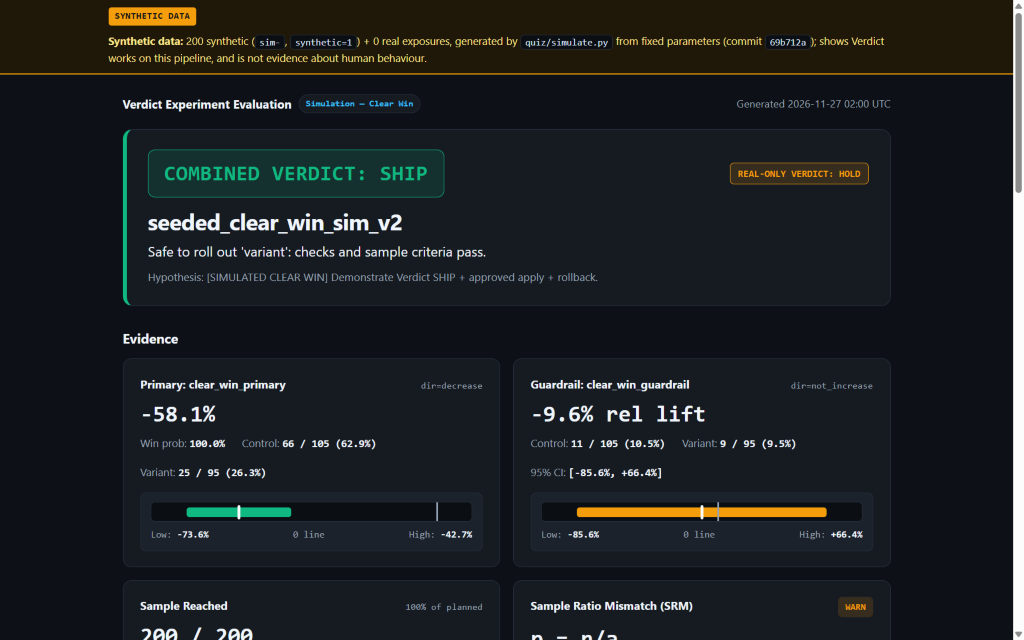 SYNTHETIC DATA
Synthetic data: 200 synthetic (sim-, synthetic=1) + 0 real exposures, generated by quiz/simulate.py from fixed parameters (commit 69b712a); shows Verdict
works on this pipeline, and is not evidence about human behaviour.
Verdict Experiment Evaluation Simulation — Clear Win Generated 2026-11-27 02:00 UTC
COMBINED VERDICT: SHIP REAL-ONLY VERDICT: HOLD
seeded_clear_win_sim_v2
Safe to roll out 'variant': checks and sample criteria pass.
Hypothesis: [SIMULATED CLEAR WIN] Demonstrate Verdict SHIP + approved apply + rollback.
Evidence
Primary: clear_win_primary dir=decrease
-58.1%
Win prob: 100.0% Control: 66 / 105 (62.9%)
Variant: 25 / 95 (26.3%)
Low: -73.6% 0 line High: -42.7%
Guardrail: clear_win_guardrail dir=not_increase
-9.6% rel lift
Control: 11 / 105 (10.5%) Variant: 9 / 95 (9.5%)
95% CI: [-85.6%, +66.4%]
Low: -85.6% 0 line High: +66.4%
Sample Reached 100% of planned
200 / 200
Sample Ratio Mismatch (SRM) WARN
p = n/a